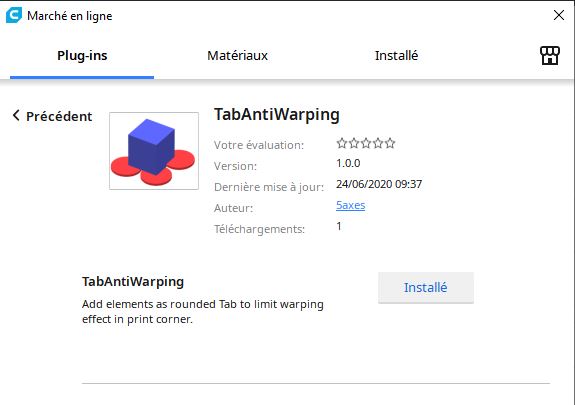 Marché en ligne
Plug-ins
Matériaux
Installé
Précédent
TabAntiWarping
Votre évaluation:
Version: 1.0.0
Dernière mise à jour: 24/06/2020 09:37
Auteur: 5axes
Téléchargements: 1
TabAntiWarping
Installé
Add elements as rounded Tab to limit warping
effect in print corner.